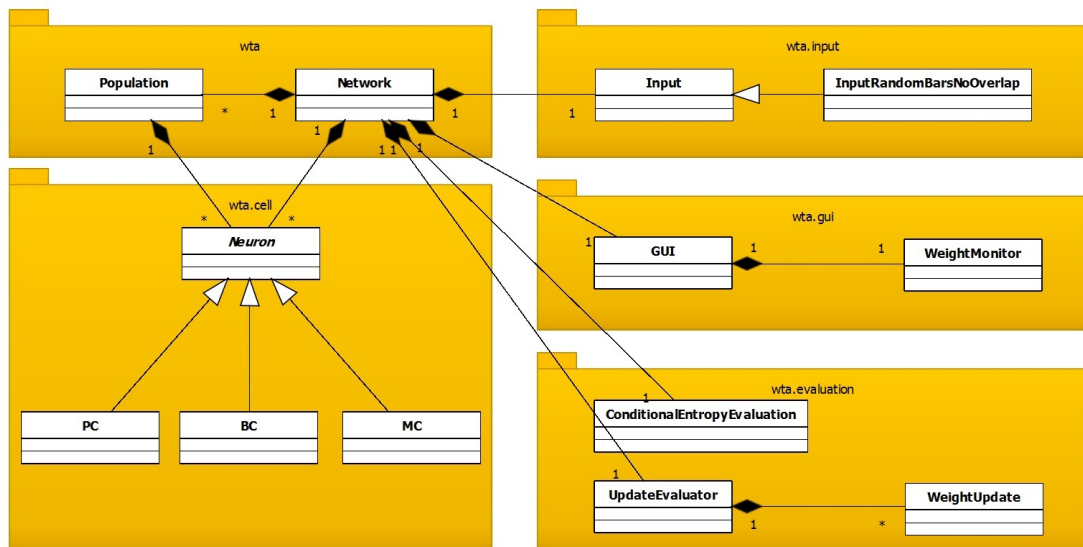 wta
Population
Network
*
1
1
1
1
1
1
1
1
wta.input
Input
InputRandomBarsNoOverlap
1
wta.cell
*
*
Neuron
PC
BC
MC
wta.gui
1
GUI
1
1
WeightMonitor
wta.evaluation
1
ConditionalEntropyEvaluation
1
UpdateEvaluator
1
*
WeightUpdate